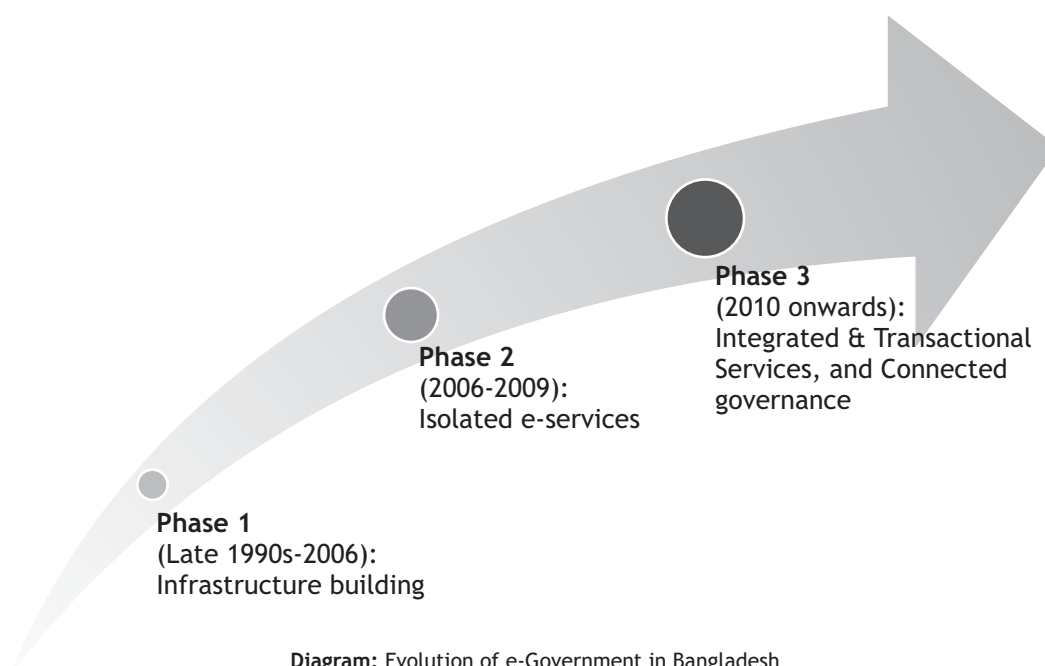 Phase 1
(Late 1990s-2006):
Infrastructure building
Phase 2
(2006-2009):
Isolated e-services
Phase 3
(2010 onwards):
Integrated & Transactional
Services, and Connected
governance
Diagram: Evolution of e-Government in Bangladesh